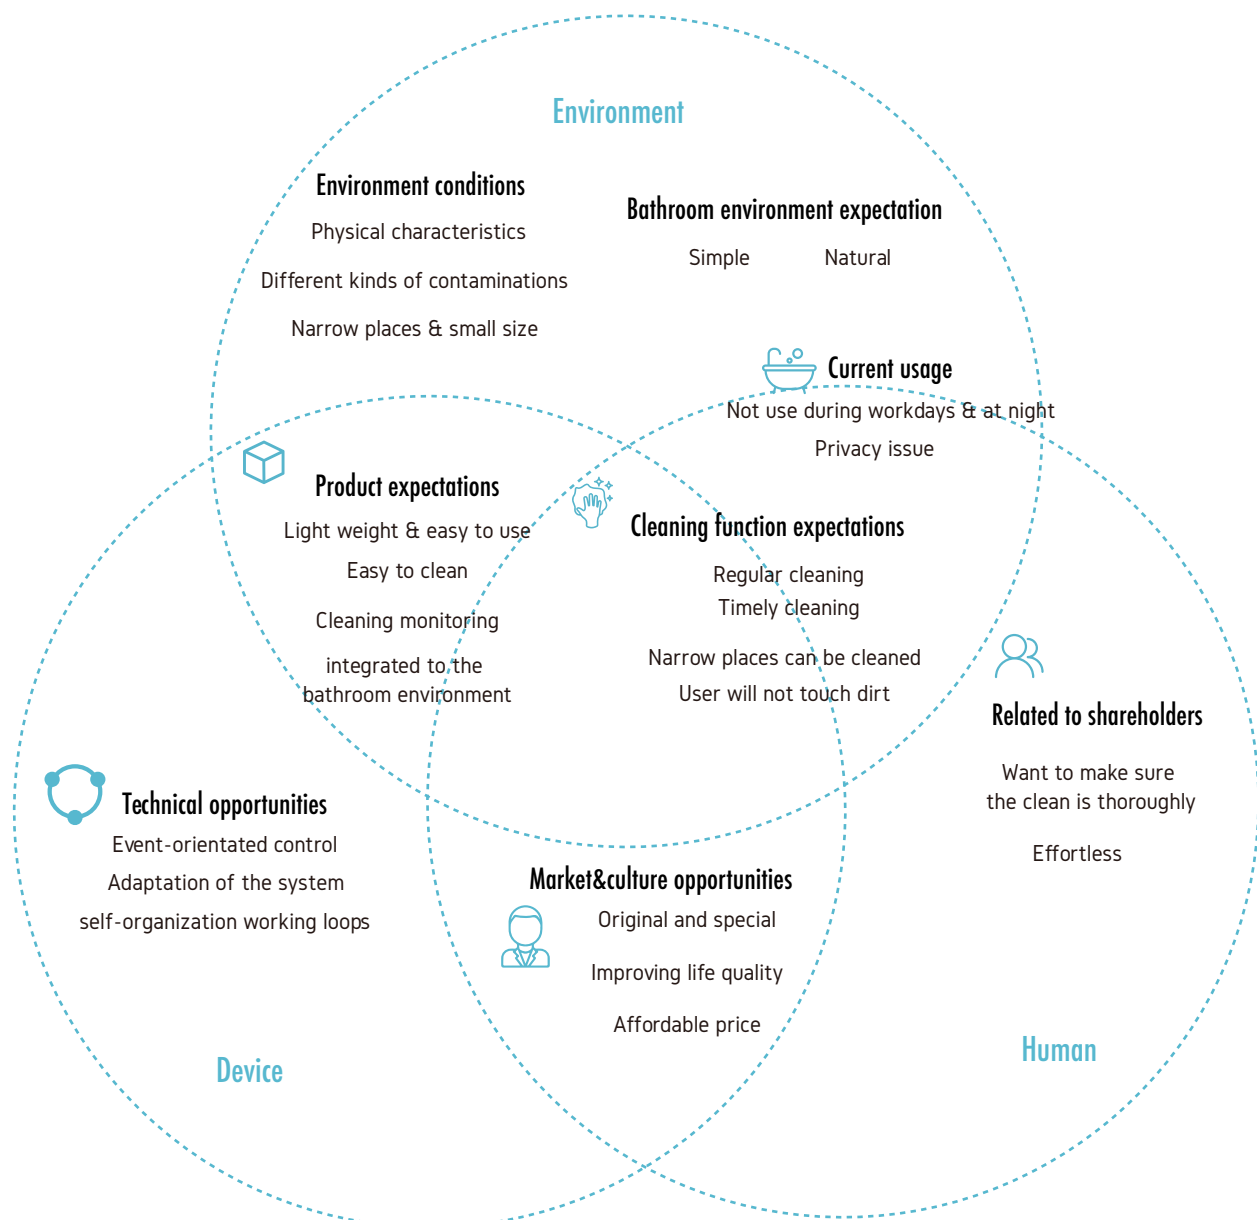 Environment
Environment conditions
Physical characteristics
Different kinds of contaminations
Narrow places & small size
Bathroom environment expectation
Simple
Natural
Current usage
Not use during workdays & at night
Privacy issue
Product expectations
Light weight & easy to use
Easy to clean
Cleaning monitoring
integrated to the
bathroom environment
Cleaning function expectations
Regular cleaning
Timely cleaning
Narrow places can be cleaned
User will not touch dirt
Related to shareholders
Want to make sure
the clean is thoroughly
Effortless
Technical opportunities
Event-orientated control
Adaptation of the system
self-organization working loops
Market&culture opportunities
Original and special
Improving life quality
Affordable price
Device
Human